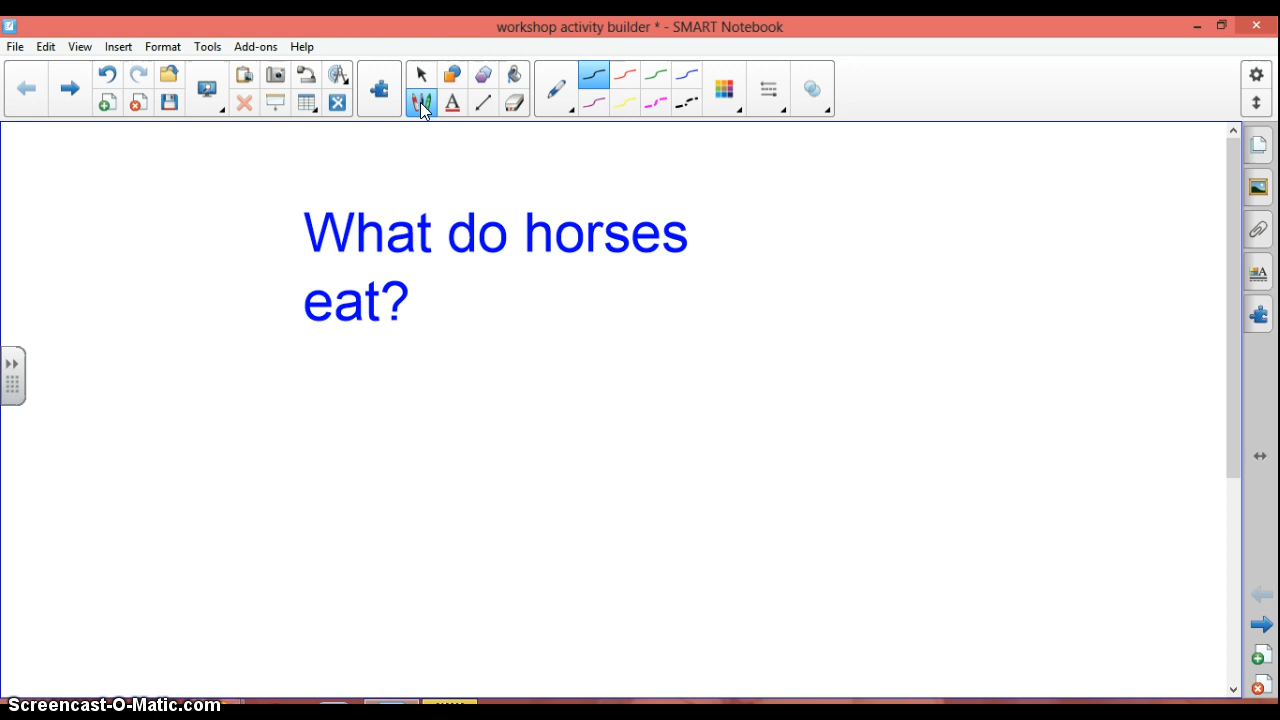 workshop activity builder * - SMART Notebook
File Edit View Insert Format Tools Add-ons Help
What do horses
eat?
Screencast-O-Matic.com